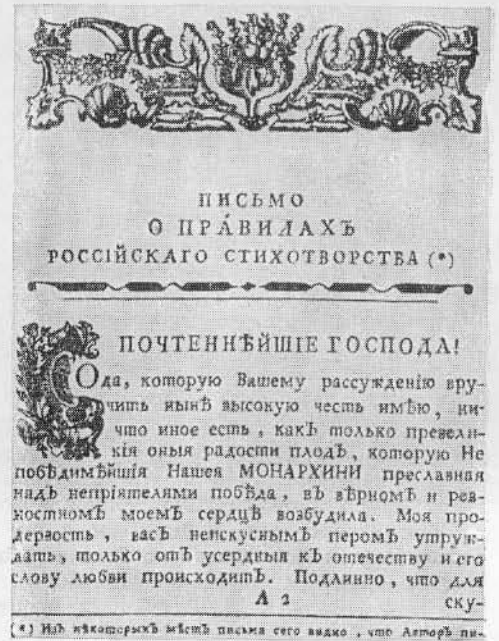 ПИСЬМО
О ПРА́ВИЛАХЪ
РОССІЙСКАГО СТИХОТВОРСТВА (*)
ПОЧТЕННѢЙШІЕ ГОСПОДА!
Ода, которую Вашему рассужденію вру-
чить нынѣ высокую честь имѣю, ни-
что иное есть, какЪ только превели-
кія оныя радости плодЪ, которую Не
побѣдимѣйшія Нашея МОНАРХИНИ преславная
надЪ непріятелями побѣда, вЪ вѣрномЪ и рев-
ностномЪ моемЪ сердцѣ возбудила. Моя про-
дерзость, васЪ неискуснымЪ перомЪ утруж-
дать, только отЪ усердныя кЪ отечеству и его
слову любви происходитЪ. Подлинно, что для
А 2 ску-
(*) ИзЪ нѣкоторыхЪ мѣстЪ письма сего видно, что АвторЪ пи-